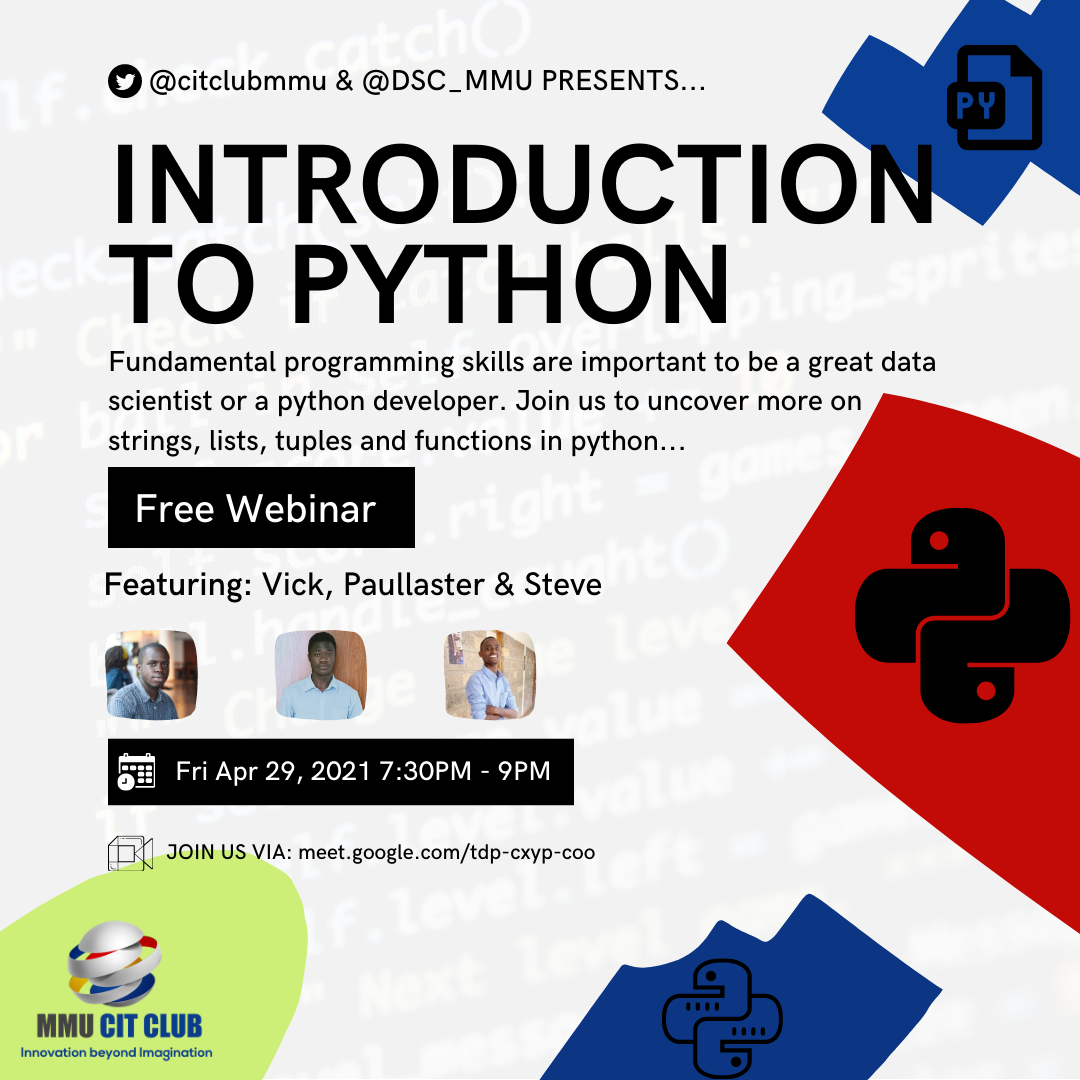 @citclubmmu & @DSC_MMU PRESENTS...
PY
INTRODUCTION
TO PYTHON
Fundamental programming skills are important to be a great data
scientist or a python developer. Join us to uncover more on
strings, lists, tuples and functions in python...
Free Webinar
Featuring: Vick, Paullaster & Steve
Fri Apr 29, 2021 7:30PM - 9PM
JOIN US VIA: meet.google.com/tdp-cxyp-coo
MMU CIT CLUB
Innovation beyond Imagination